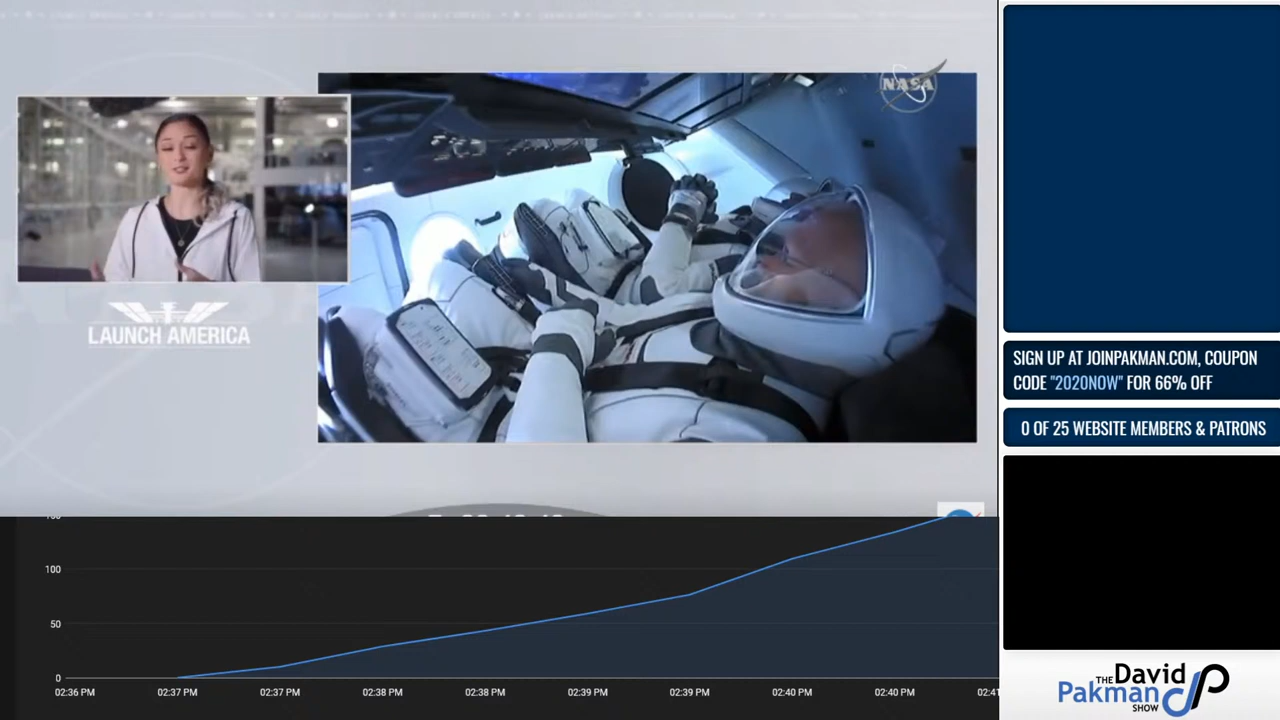 NASA
LAUNCH AMERICA
SIGN UP AT JOINPAKMAN.COM, COUPON
CODE "2020NOW" FOR 66% OFF
0 OF 25 WEBSITE MEMBERS & PATRONS
100
50
0
02:36 PM
02:37 PM
02:37 PM
02:38 PM
02:38 PM
02:39 PM
02:39 PM
02:40 PM
02:40 PM
02:41
THE David
Pakman
SHOW